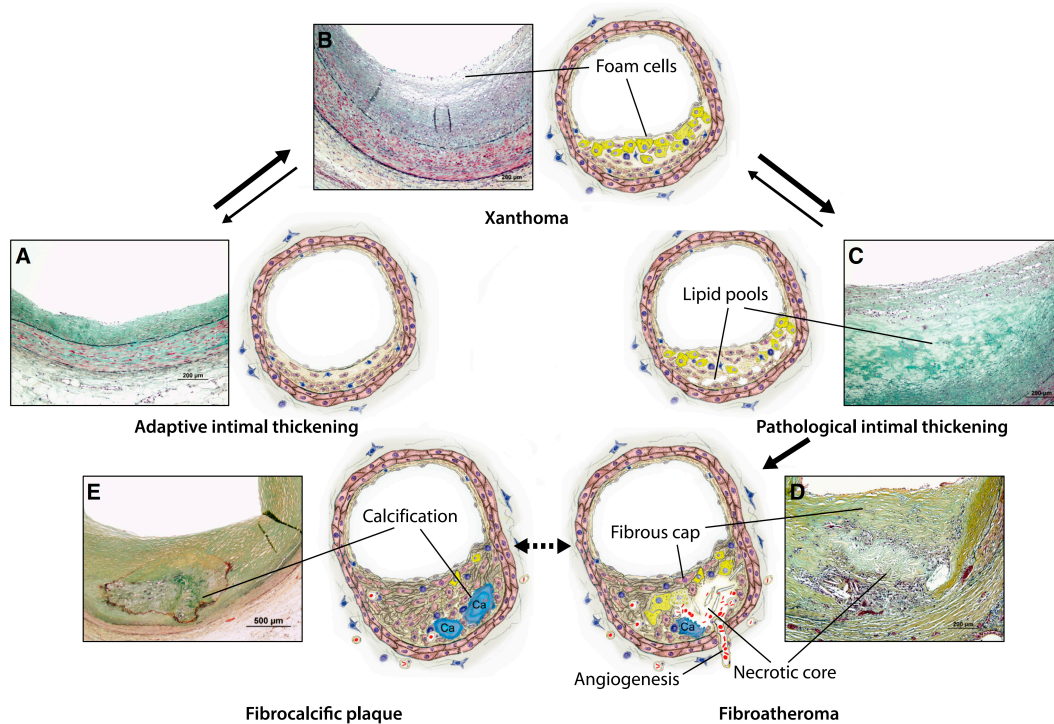 B
Foam cells
200 µm
Xanthoma
A
200 µm
Adaptive intimal thickening
C
Lipid pools
200 µm
Pathological intimal thickening
E
Calcification
500 µm
Ca
Ca
Fibrocalcific plaque
D
Fibrous cap
200 µm
Ca
Angiogenesis
Necrotic core
Fibroatheroma